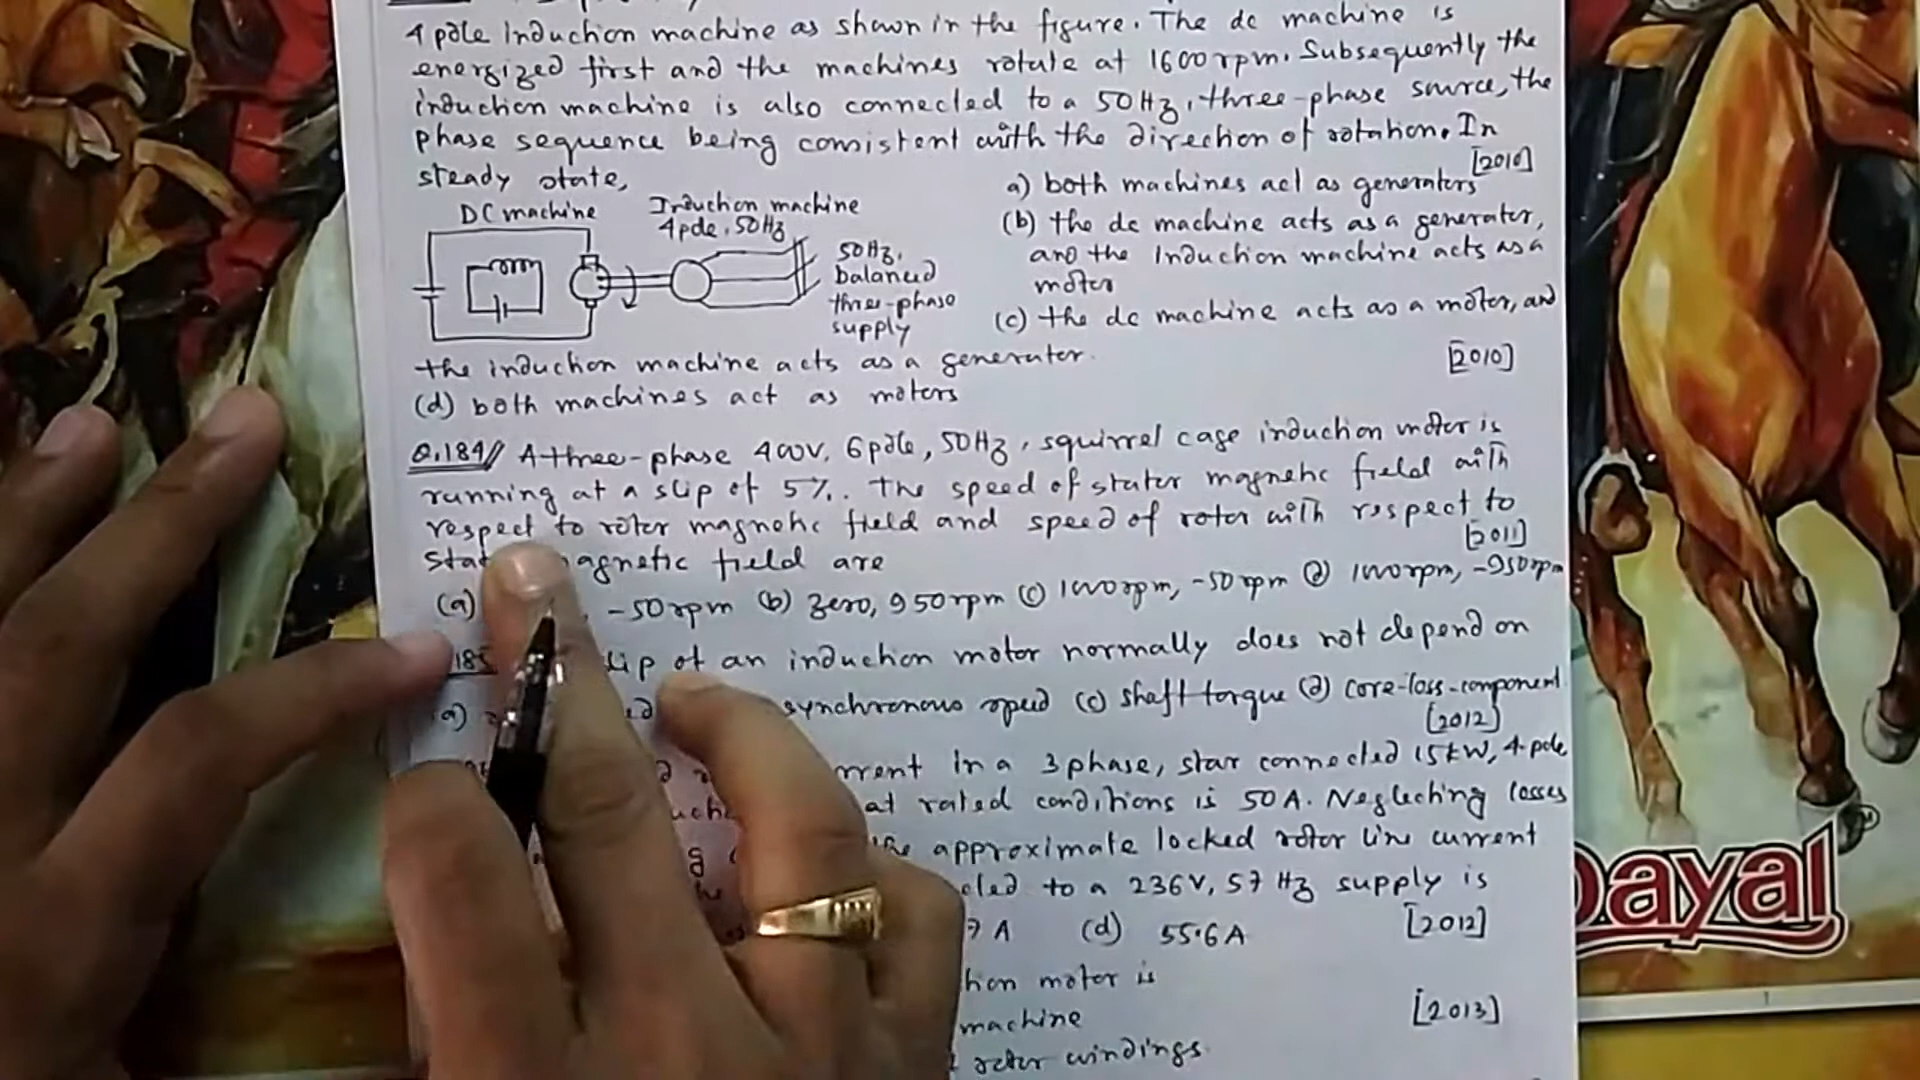 4 pole induction machine as shown in the figure. The dc machine is
energized first and the machines rotate at 1600 rpm. Subsequently the
induction machine is also connected to a 50Hz, three-phase source, the
phase sequence being consistent with the direction of rotation. In
[2010]
steady state,
a) both machines act as generators
DC machine
Induction machine
4 pole, 50Hz
(b) the dc machine acts as a generator,
and the Induction machine acts as a
motor
50Hz,
balanced
three-phase
supply
(c) the dc machine acts as a motor, and
the induction machine acts as a generator.
[2010]
(d) both machines act as motors
Q.184// A three-phase 400V, 6 pole, 50Hz, squirrel cage induction motor is
running at a slip of 5%. The speed of stator magnetic field with
respect to rotor magnetic field and speed of rotor with respect to
[2011]
magnetic field are
(a) -50 rpm (b) zero, 950 rpm (c) 1000 rpm, -50 rpm (d) 1000 rpm, -950 rpm
185 slip of an induction motor normally does not depend on
a) synchronous speed (c) shaft torque (d) core-loss-component
[2012]
in a 3 phase, star connected 15kW, 4-pole
at rated conditions is 50A. Neglecting losses
approximate locked rotor line current
to a 236V, 57 Hz supply is
A (d) 55.6A [2012]
motor is
machine [2013]
rotor windings
payal